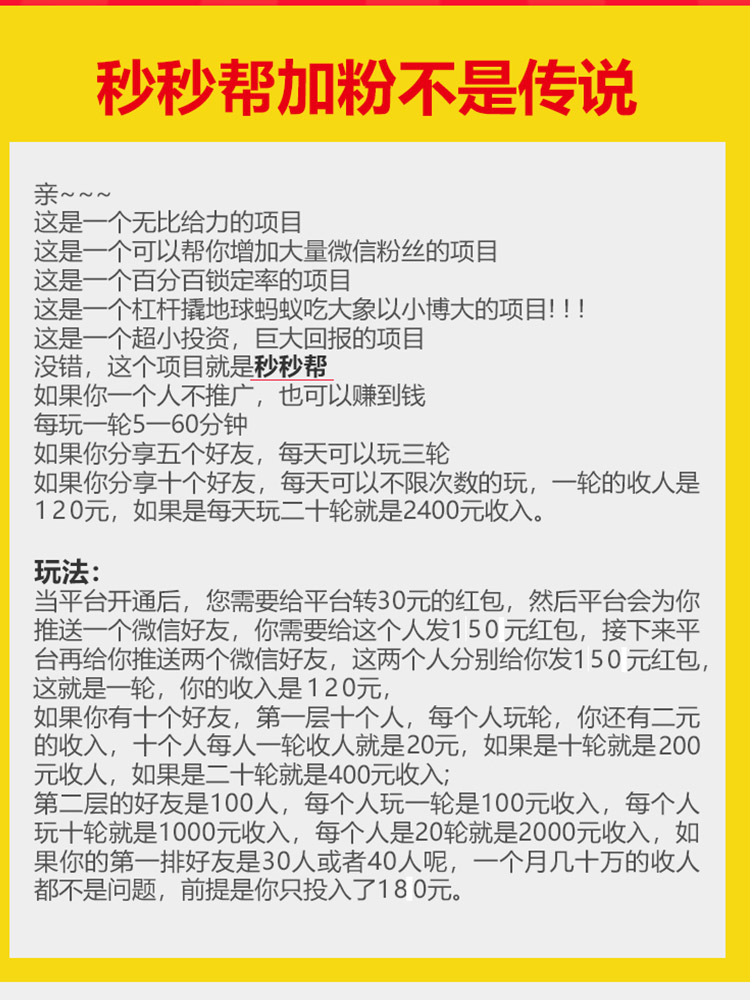 秒秒帮加粉不是传说
亲~~~
这是一个无比给力的项目
这是一个可以帮你增加大量微信粉丝的项目
这是一个百分百锁定率的项目
这是一个杠杆撬地球蚂蚁吃大象以小博大的项目!!!
这是一个超小投资，巨大回报的项目
没错，这个项目就是秒秒帮
如果你一个人不推广，也可以赚到钱
每玩一轮5一60分钟
如果你分享五个好友，每天可以玩三轮
如果你分享十个好友，每天可以不限次数的玩，一轮的收人是
120元，如果是每天玩二十轮就是2400元收入。
玩法：
当平台开通后，您需要给平台转30元的红包，然后平台会为你
推送一个微信好友，你需要给这个人发150元红包，接下来平
台再给你推送两个微信好友，这两个人分别给你发150元红包，
这就是一轮，你的收入是120元，
如果你有十个好友，第一层十个人，每个人玩轮，你还有二元
的收入，十个人每人一轮收人就是20元，如果是十轮就是200
元收人，如果是二十轮就是400元收入;
第二层的好友是100人，每个人玩一轮是100元收入，每个人
玩十轮就是1000元收入，每个人是20轮就是2000元收入，如
果你的第一排好友是30人或者40人呢，一个月几十万的收人
都不是问题，前提是你只投入了180元。